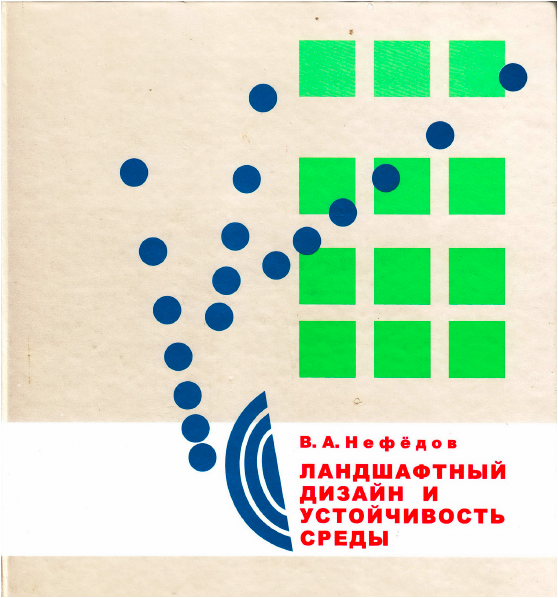 В. А. Нефёдов
ЛАНДШАФТНЫЙ
ДИЗАЙН И
УСТОЙЧИВОСТЬ
СРЕДЫ